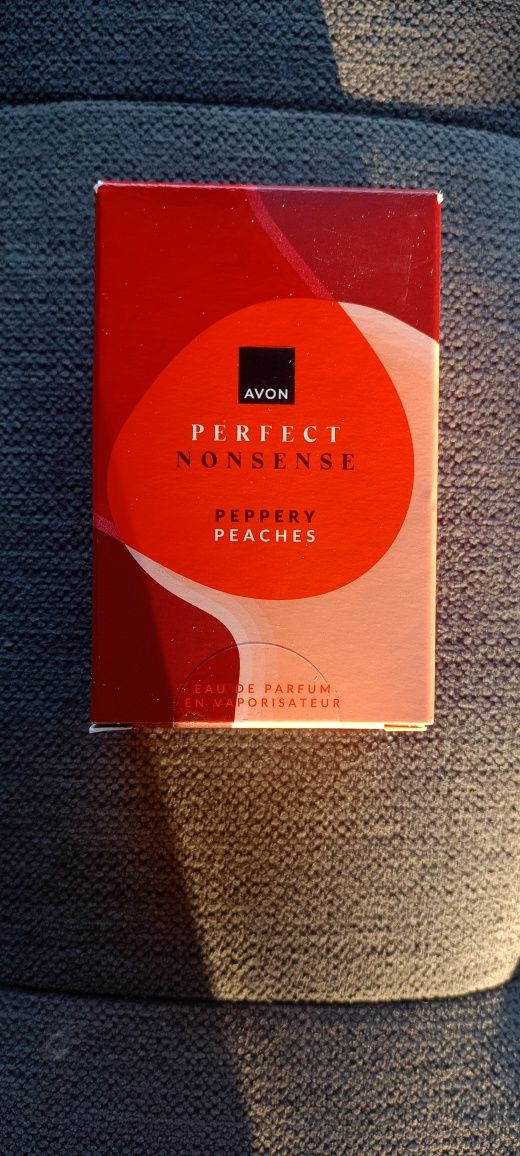 AVON
PERFECT
NONSENSE
PEPPERY
PEACHES
EAU DE PARFUM
EN VAPORISATEUR